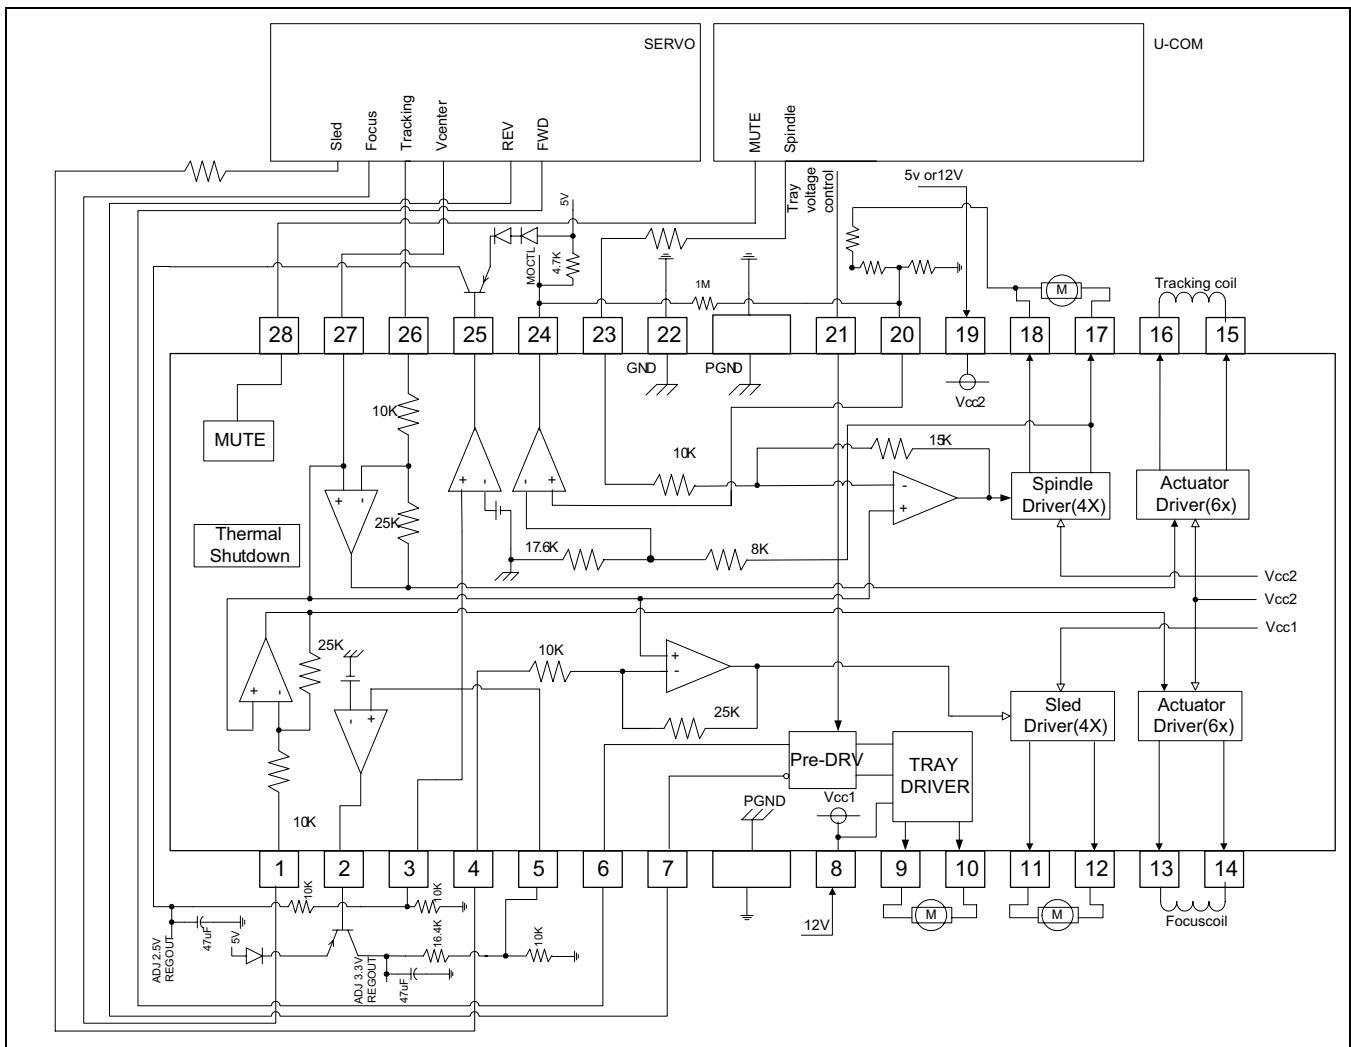 SERVO
U-COM
Sled
Focus
Tracking
Vcenter
REV
FWD
MUTE
Spindle
Tray
voltage
control
5v or12V
5V
MOCTL
4.7K
1M
M
Tracking coil
28
27
26
25
24
23
22
21
20
19
18
17
16
15
GND
PGND
Vcc2
MUTE
10K
25K
Thermal
Shutdown
+
-
-
+
-
+
10K
15K
-
+
Spindle
Driver(4X)
Actuator
Driver(6x)
17.6K
8K
Vcc2
Vcc2
Vcc1
25K
+
-
-
+
10K
+
-
25K
10K
Pre-DRV
TRAY
DRIVER
Sled
Driver(4X)
Actuator
Driver(6x)
PGND
Vcc1
1
2
3
4
5
6
7
8
9
10
11
12
13
14
10K
10K
ADJ 2.5V
REGOUT
47uF
5V
ADJ 3.3V
REGOUT
47uF
16.4K
10K
12V
M
M
Focuscoil